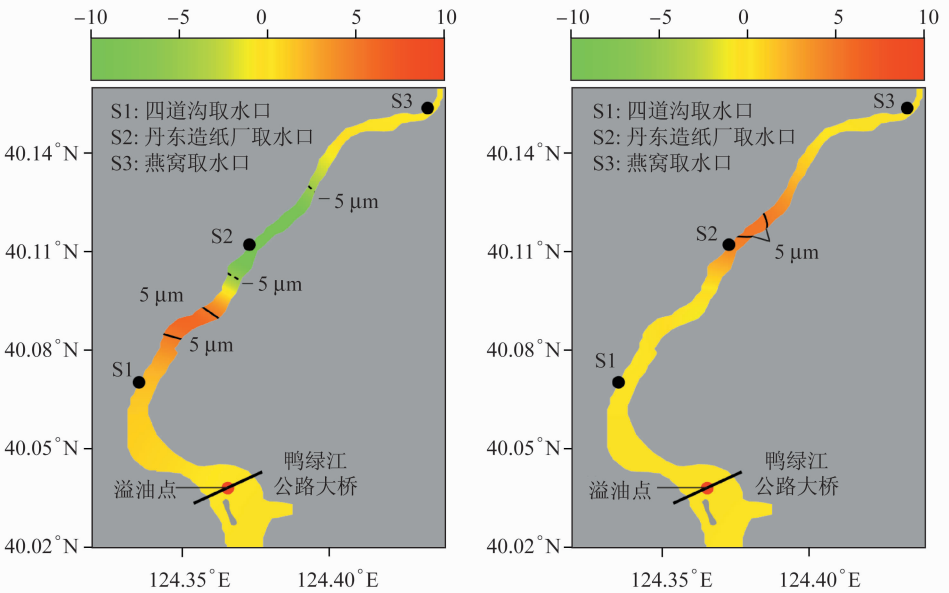 −10 −5 0 5 10
S1: 四道沟取水口
S2: 丹东造纸厂取水口
S3: 燕窝取水口
S3
40.14°N
5 μm
S2
40.11°N
5 μm
5 μm
5 μm
40.08°N
S1
40.05°N
鸭绿江
公路大桥
溢油点
40.02°N
124.35°E 124.40°E
−10 −5 0 5 10
S1: 四道沟取水口
S2: 丹东造纸厂取水口
S3: 燕窝取水口
S3
40.14°N
S2
40.11°N
5 μm
40.08°N
S1
40.05°N
鸭绿江
公路大桥
溢油点
40.02°N
124.35°E 124.40°E